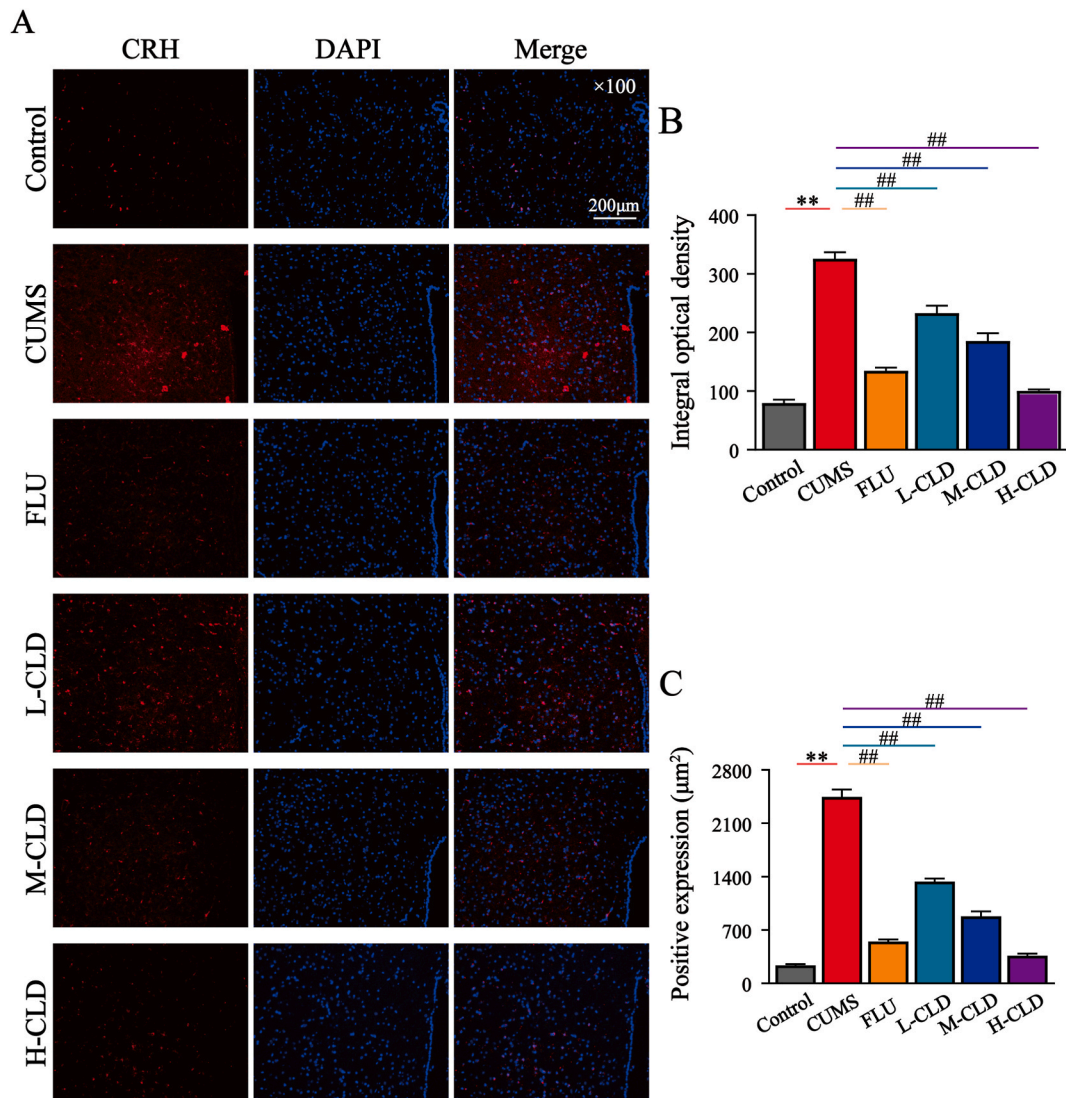 A
CRH DAPI Merge
Control
×100
200μm
CUMS
FLU
L-CLD
M-CLD
H-CLD
B
##
##
##
** ##
Integral optical density
400
300
200
100
0
Control CUMS FLU L-CLD M-CLD H-CLD
C
##
##
##
** ##
Positive expression (μm²)
2800
2100
1400
700
0
Control CUMS FLU L-CLD M-CLD H-CLD